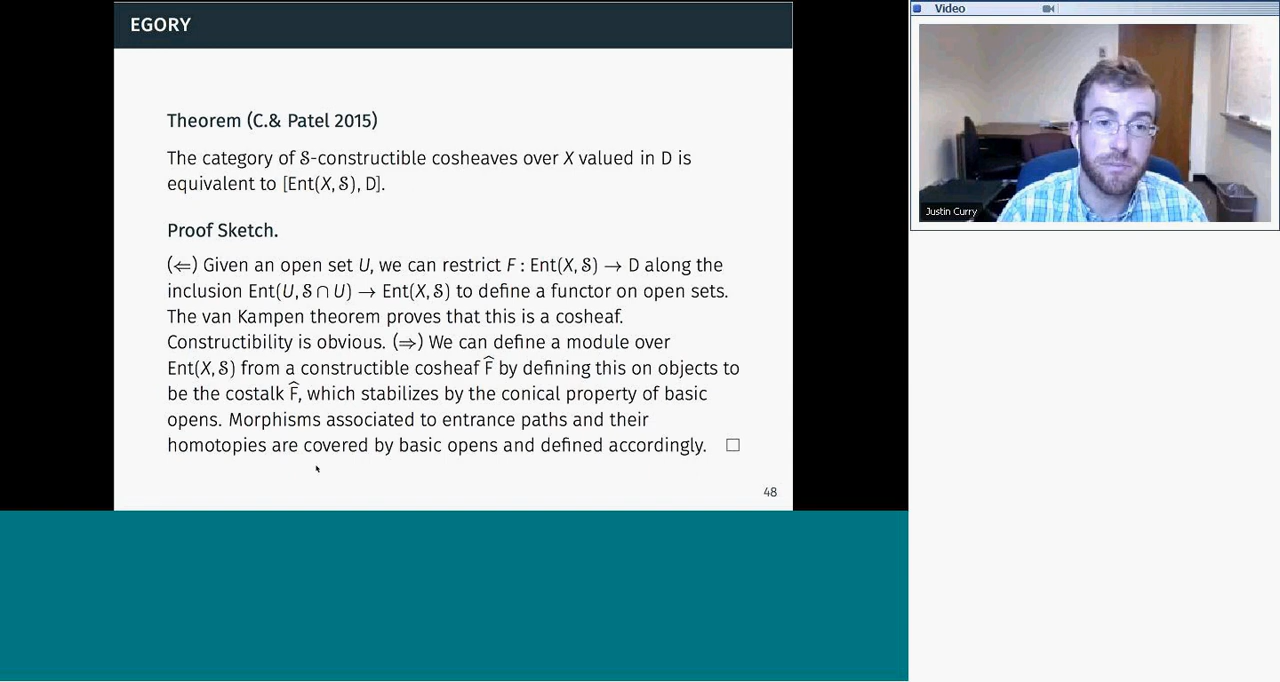 EGORY
Theorem (C.& Patel 2015)
The category of 𝒮-constructible cosheaves over X valued in D is
equivalent to [Ent(X, 𝒮), D].
Proof Sketch.
(⇐) Given an open set U, we can restrict F : Ent(X, 𝒮) → D along the
inclusion Ent(U, 𝒮 ∩ U) → Ent(X, 𝒮) to define a functor on open sets.
The van Kampen theorem proves that this is a cosheaf.
Constructibility is obvious. (⇒) We can define a module over
Ent(X, 𝒮) from a constructible cosheaf F̂ by defining this on objects to
be the costalk F̂, which stabilizes by the conical property of basic
opens. Morphisms associated to entrance paths and their
homotopies are covered by basic opens and defined accordingly. □
48
Video
Justin Curry